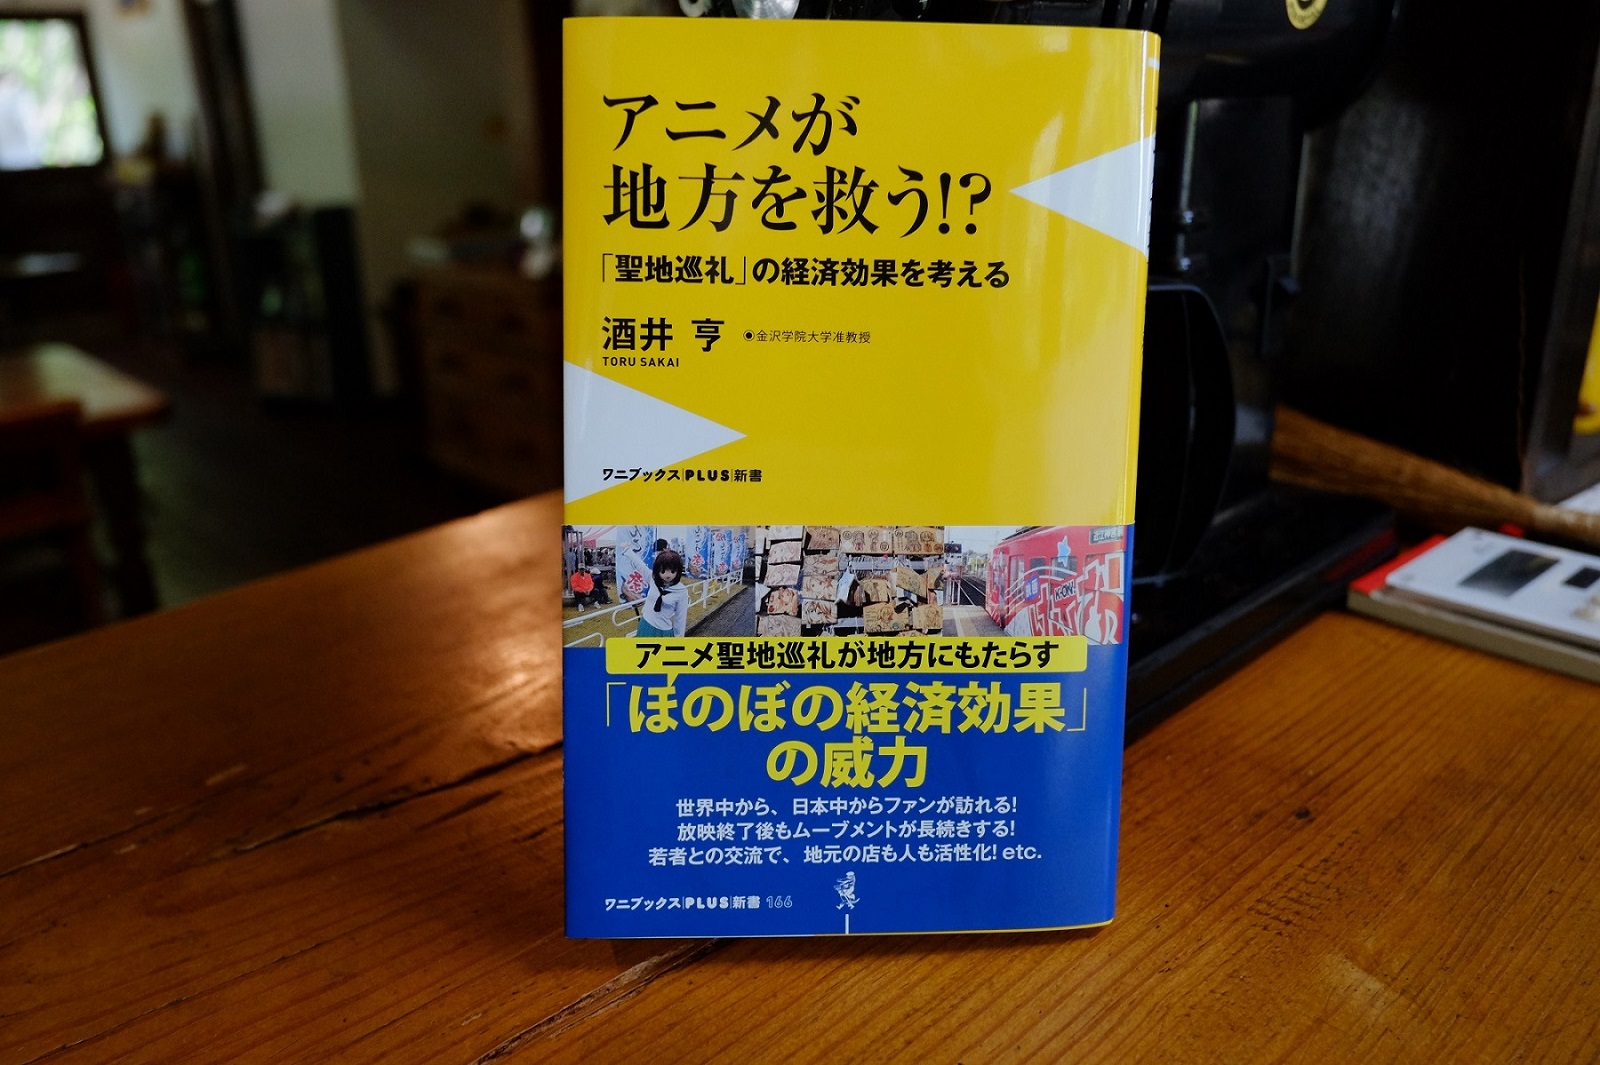 アニメが
地方を救う!?
「聖地巡礼」の経済効果を考える
酒井 亨 ◉金沢学院大学准教授
TORU SAKAI
ワニブックス|PLUS|新書
K-ON!
アニメ聖地巡礼が地方にもたらす
「ほのぼの経済効果」
の威力
世界中から、日本中からファンが訪れる!
放映終了後もムーブメントが長続きする!
若者との交流で、地元の店も人も活性化! etc.
ワニブックス|PLUS|新書 166